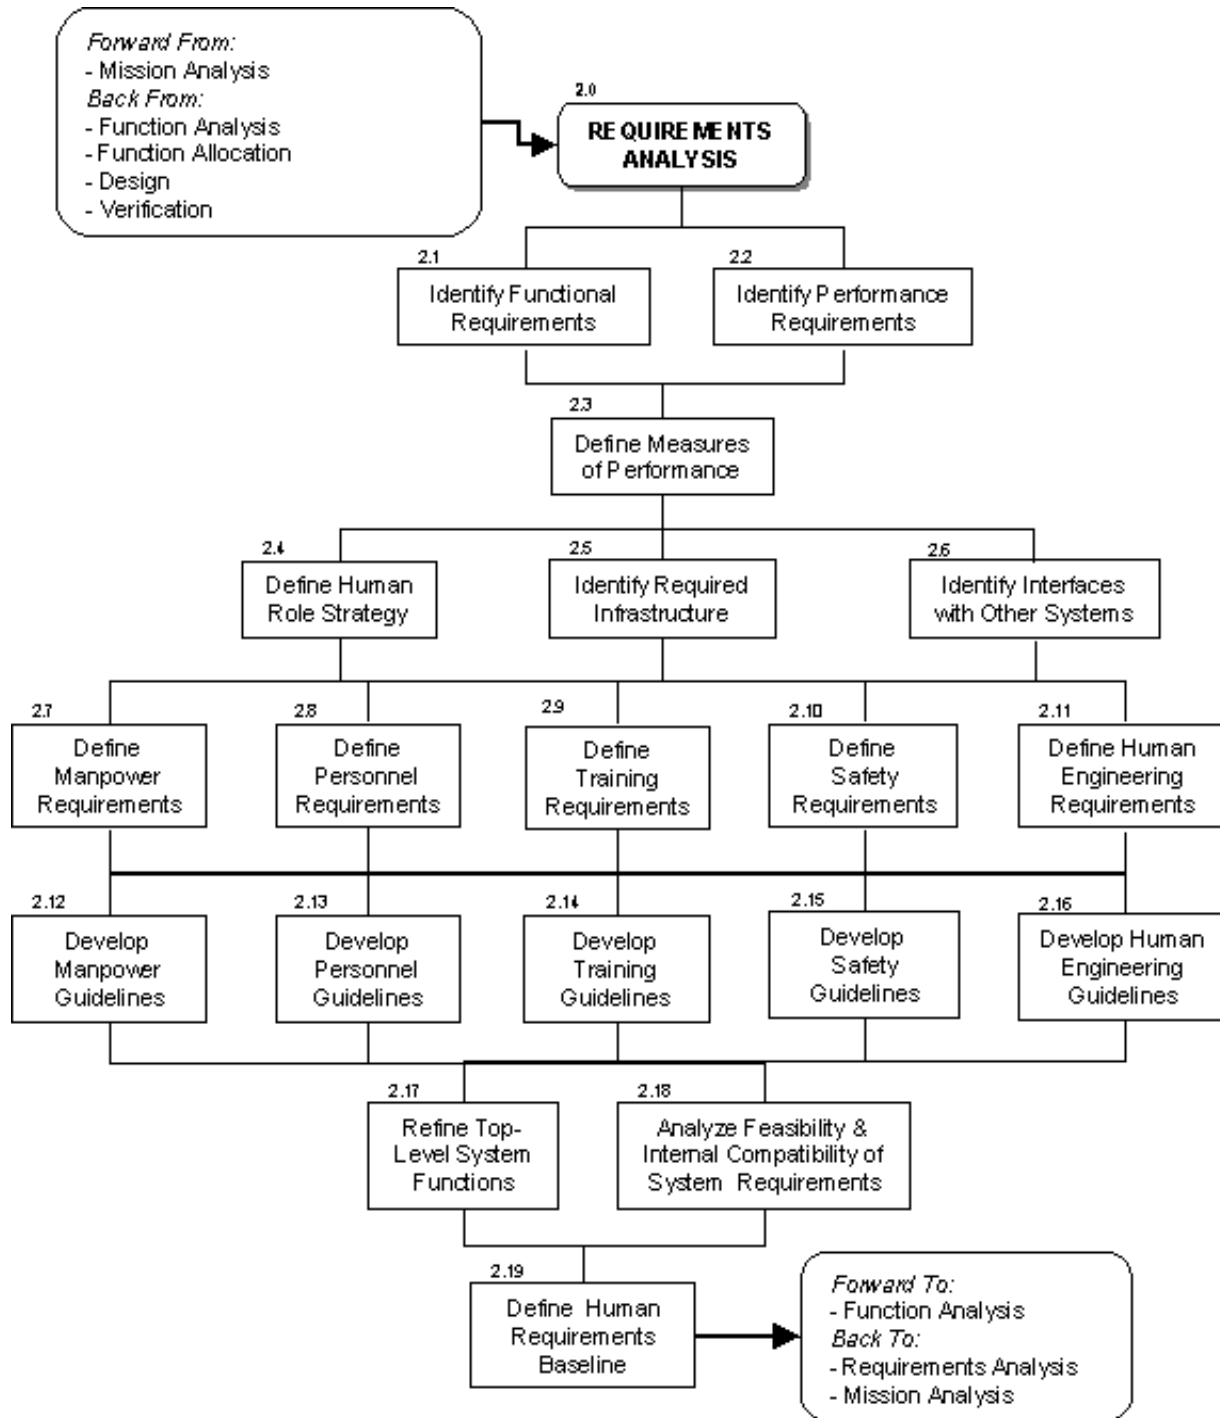 Forward From:
- Mission Analysis
Back From:
- Function Analysis
- Function Allocation
- Design
- Verification
2.0
REQUIREMENTS
ANALYSIS
2.1
Identify Functional
Requirements
2.2
Identify Performance
Requirements
2.3
Define Measures
of Performance
2.4
Define Human
Role Strategy
2.5
Identify Required
Infrastructure
2.6
Identify Interfaces
with Other Systems
2.7
Define
Manpower
Requirements
2.8
Define
Personnel
Requirements
2.9
Define
Training
Requirements
2.10
Define
Safety
Requirements
2.11
Define Human
Engineering
Requirements
2.12
Develop
Manpower
Guidelines
2.13
Develop
Personnel
Guidelines
2.14
Develop
Training
Guidelines
2.15
Develop
Safety
Guidelines
2.16
Develop Human
Engineering
Guidelines
2.17
Refine Top-
Level System
Functions
2.18
Analyze Feasibility &
Internal Compatibility of
System Requirements
2.19
Define Human
Requirements
Baseline
Forward To:
- Function Analysis
Back To:
- Requirements Analysis
- Mission Analysis